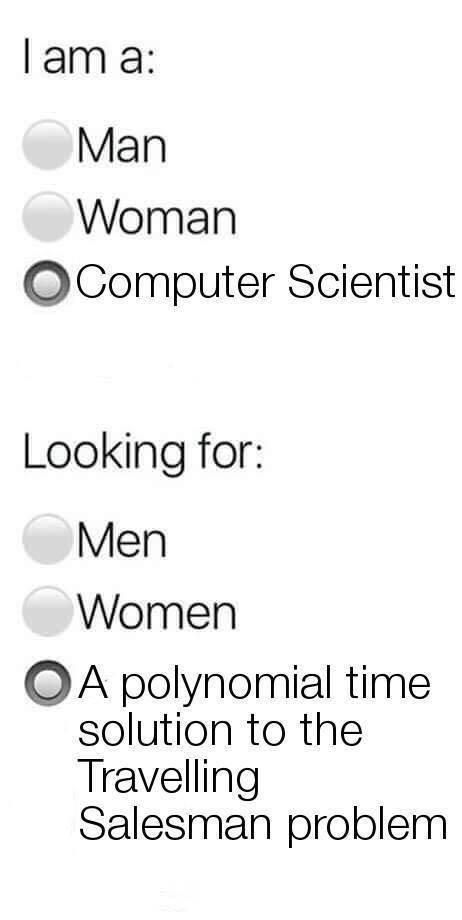 I am a:
Man
Woman
Computer Scientist
Looking for:
Men
Women
A polynomial time
solution to the
Travelling
Salesman problem